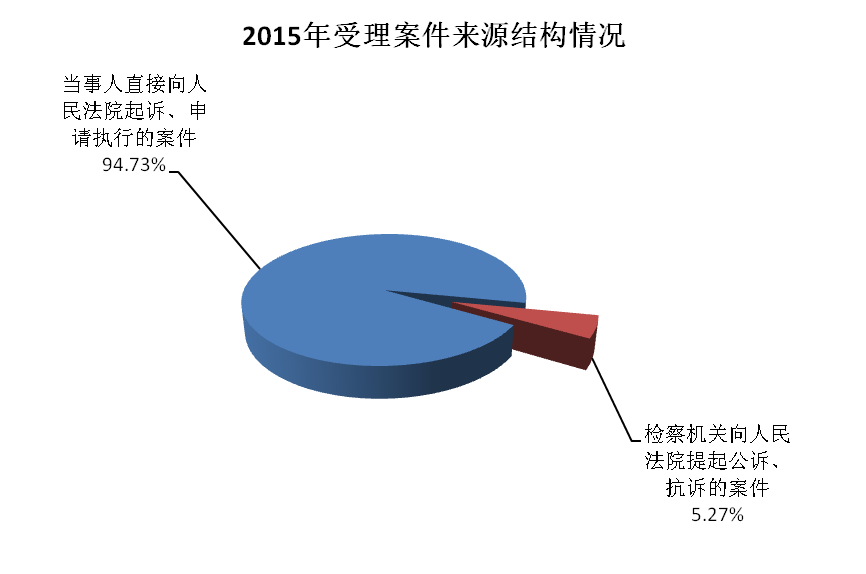 2015年受理案件来源结构情况
当事人直接向人
民法院起诉、申
请执行的案件
94.73%
检察机关向人民
法院提起公诉、
抗诉的案件
5.27%